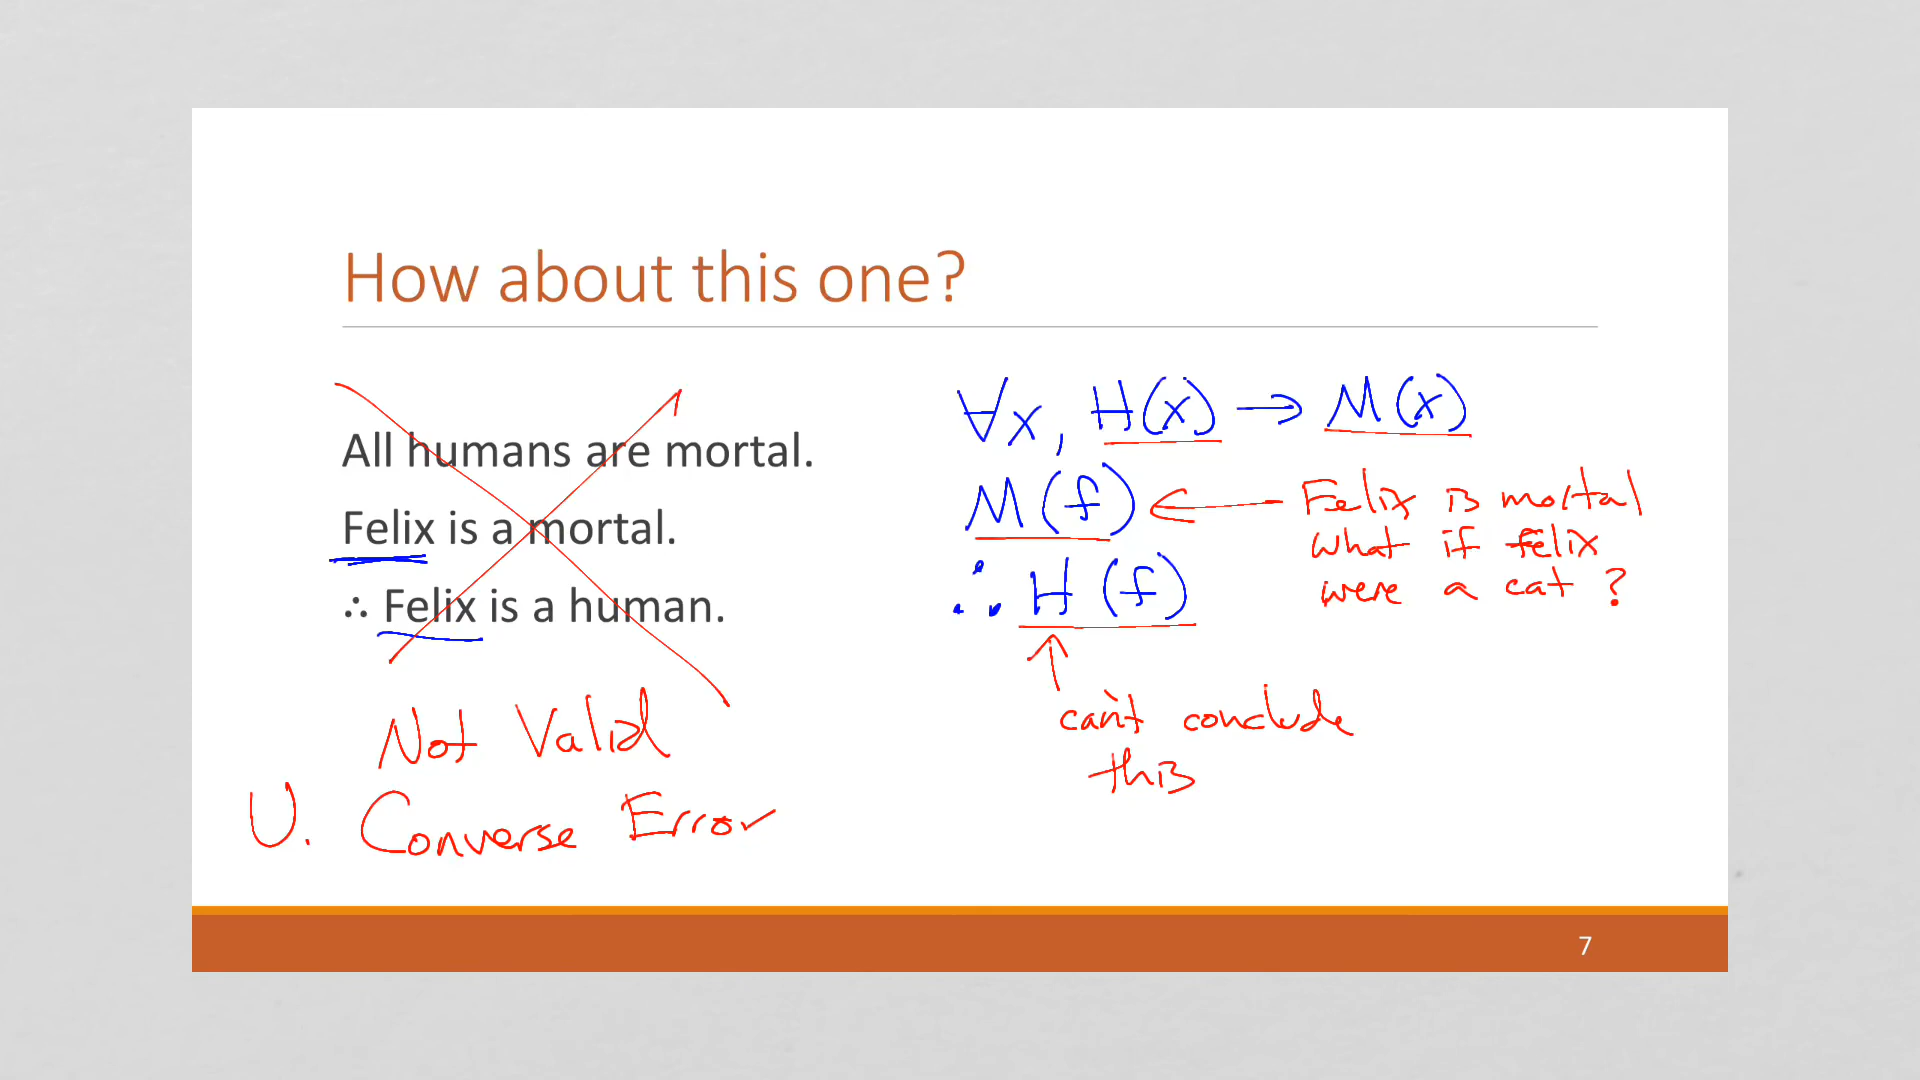 How about this one?
All humans are mortal.
Felix is a mortal.
∴ Felix is a human.
Not Valid
U. Converse Error
∀x, H(x) → M(x)
M(f) ← Felix is mortal
what if felix
were a cat ?
∴ H(f)
↑
can't conclude
this
7